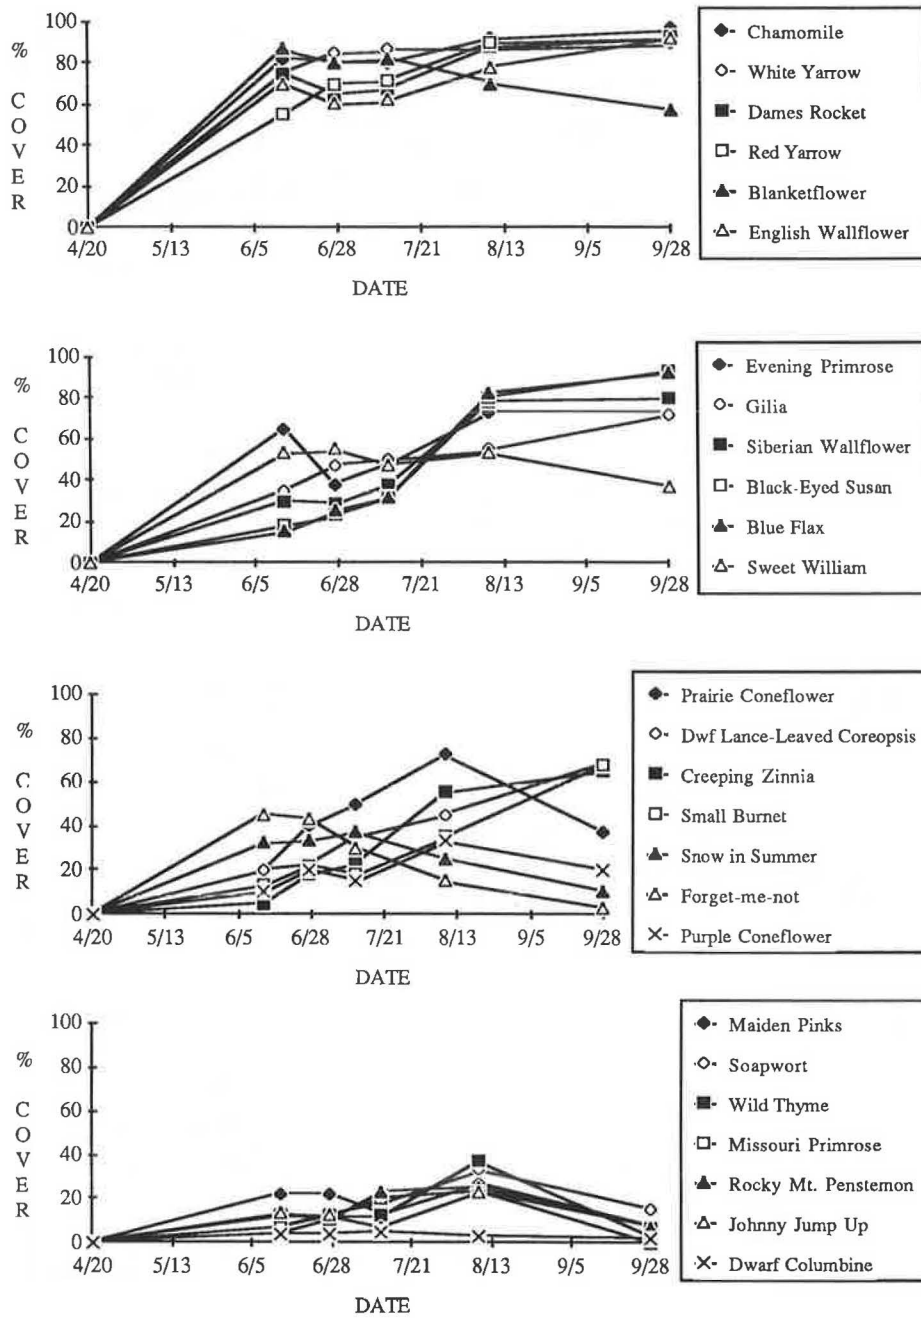 100
80
60
40
20
0
%
C
O
V
E
R
4/20 5/13 6/5 6/28 7/21 8/13 9/5 9/28
DATE
Chamomile
White Yarrow
Dames Rocket
Red Yarrow
Blanketflower
English Wallflower
100
80
60
40
20
0
%
C
O
V
E
R
4/20 5/13 6/5 6/28 7/21 8/13 9/5 9/28
DATE
Evening Primrose
Gilia
Siberian Wallflower
Black-Eyed Susan
Blue Flax
Sweet William
100
80
60
40
20
0
%
C
O
V
E
R
4/20 5/13 6/5 6/28 7/21 8/13 9/5 9/28
DATE
Prairie Coneflower
Dwf Lance-Leaved Coreopsis
Creeping Zinnia
Small Burnet
Snow in Summer
Forget-me-not
Purple Coneflower
100
80
60
40
20
0
%
C
O
V
E
R
4/20 5/13 6/5 6/28 7/21 8/13 9/5 9/28
DATE
Maiden Pinks
Soapwort
Wild Thyme
Missouri Primrose
Rocky Mt. Penstemon
Johnny Jump Up
Dwarf Columbine